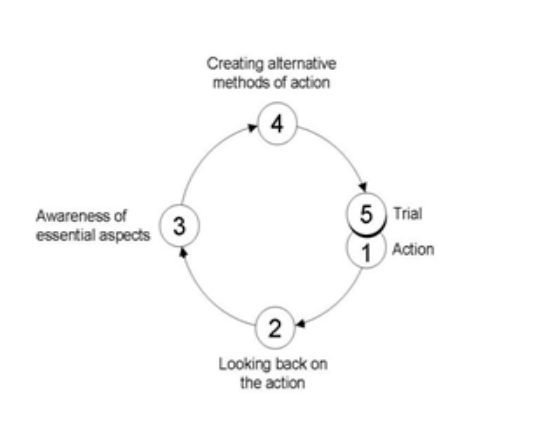 Creating alternative
methods of action
4
5 Trial
1 Action
3
Awareness of
essential aspects
2
Looking back on
the action